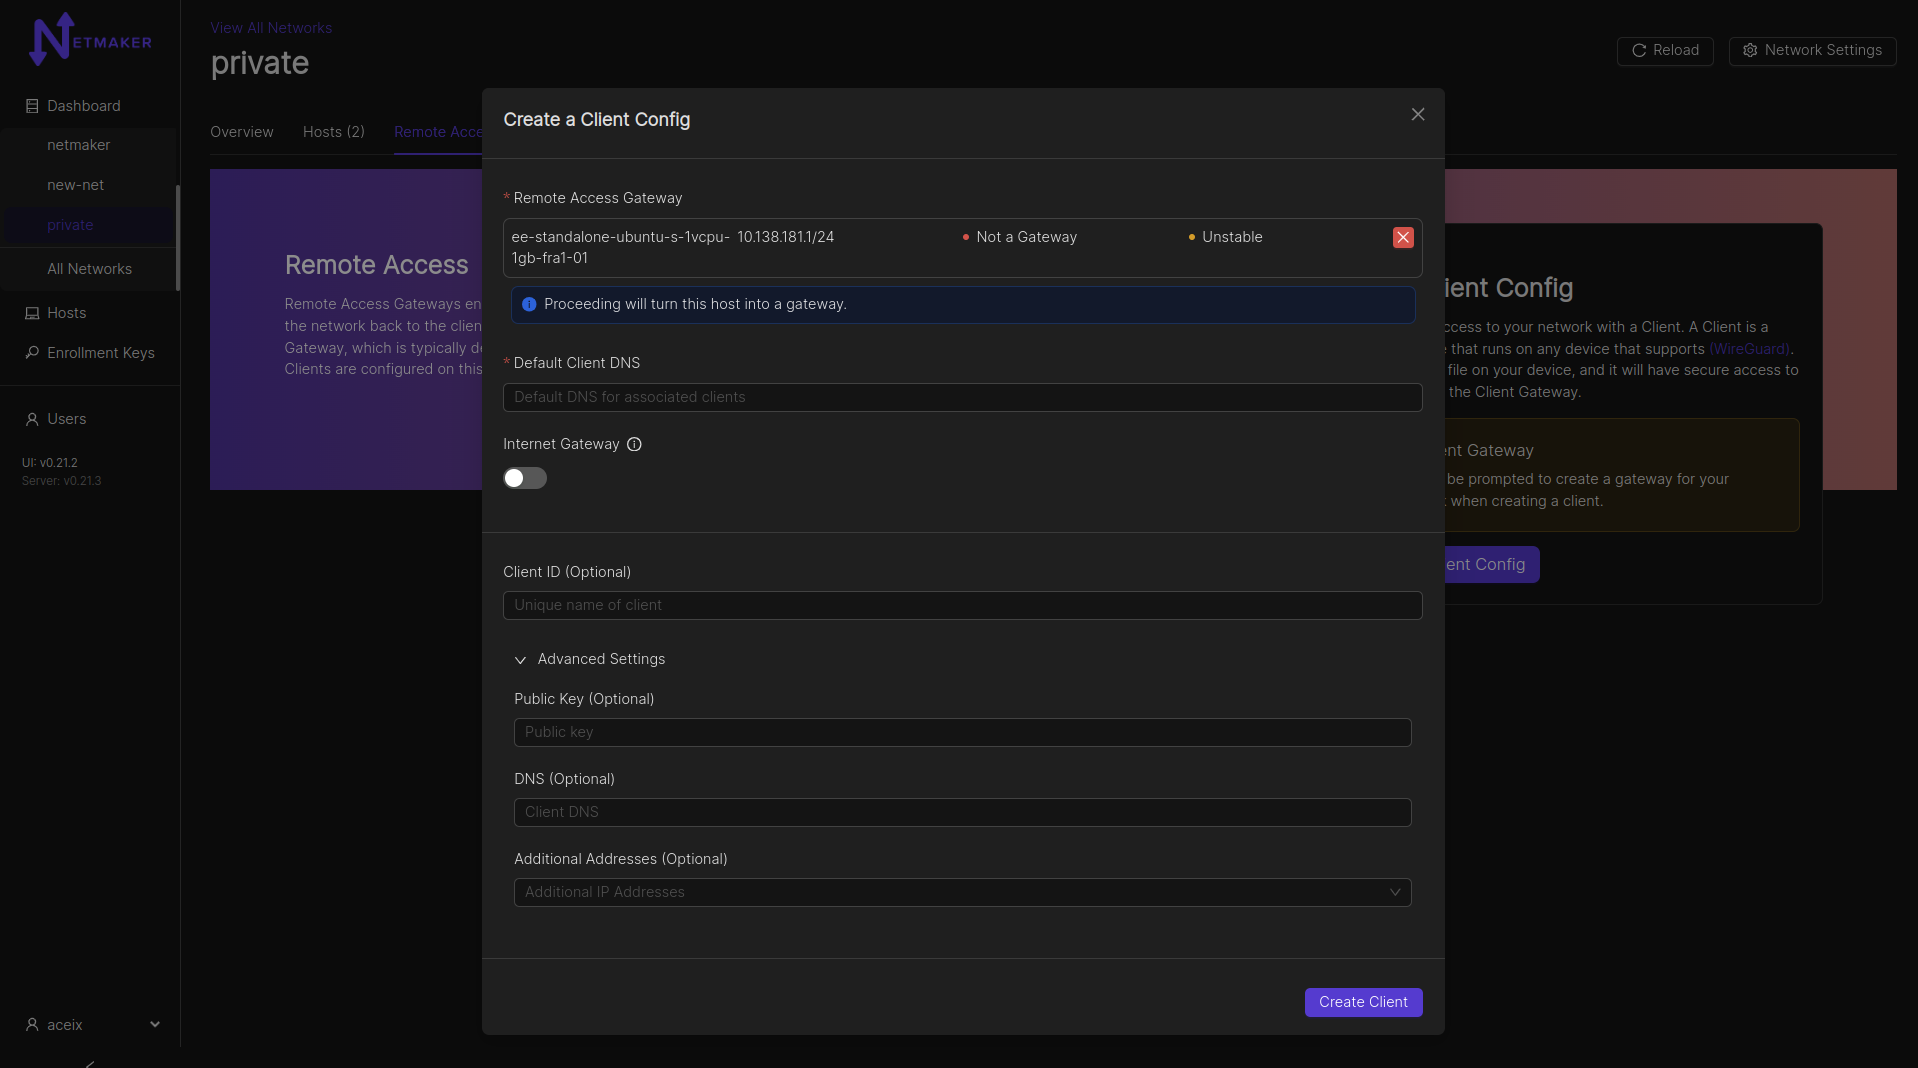 NETMAKER
Dashboard
netmaker
new-net
private
All Networks
Hosts
Enrollment Keys
Users
UI: v0.21.2
Server: v0.21.3
aceix
View All Networks
private
Reload
Network Settings
Overview
Hosts (2)
Remote Acce
Remote Access
Remote Access Gateways en
the network back to the clien
Gateway, which is typically d
Clients are configured on this
Create a Client Config
* Remote Access Gateway
ee-standalone-ubuntu-s-1vcpu- 10.138.181.1/24 Not a Gateway Unstable
1gb-fra1-01
Proceeding will turn this host into a gateway.
* Default Client DNS
Default DNS for associated clients
Internet Gateway
Client ID (Optional)
Unique name of client
Advanced Settings
Public Key (Optional)
Public key
DNS (Optional)
Client DNS
Additional Addresses (Optional)
Additional IP Addresses
Create Client
ient Config
ccess to your network with a Client. A Client is a
that runs on any device that supports (WireGuard).
file on your device, and it will have secure access to
the Client Gateway.
nt Gateway
be prompted to create a gateway for your
when creating a client.
ent Config